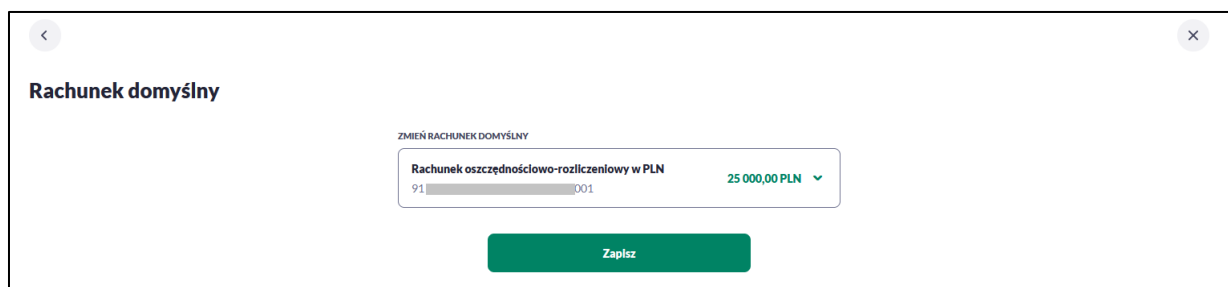 Rachunek domyślny
ZMIEŃ RACHUNEK DOMYŚLNY
Rachunek oszczędnościowo-rozliczeniowy w PLN
25 000,00 PLN
91 001
Zapisz